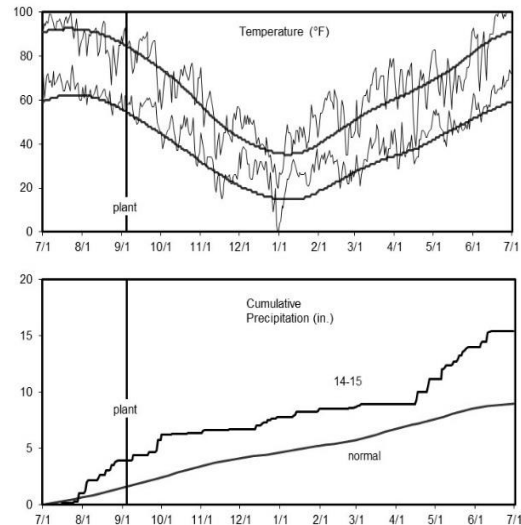 100
Temperature (°F)
80
60
40
20
plant
0
7/1 8/1 9/1 10/1 11/1 12/1 1/1 2/1 3/1 4/1 5/1 6/1 7/1
20
Cumulative
Precipitation (in.)
15
14-15
10
plant
5
normal
0
7/1 8/1 9/1 10/1 11/1 12/1 1/1 2/1 3/1 4/1 5/1 6/1 7/1